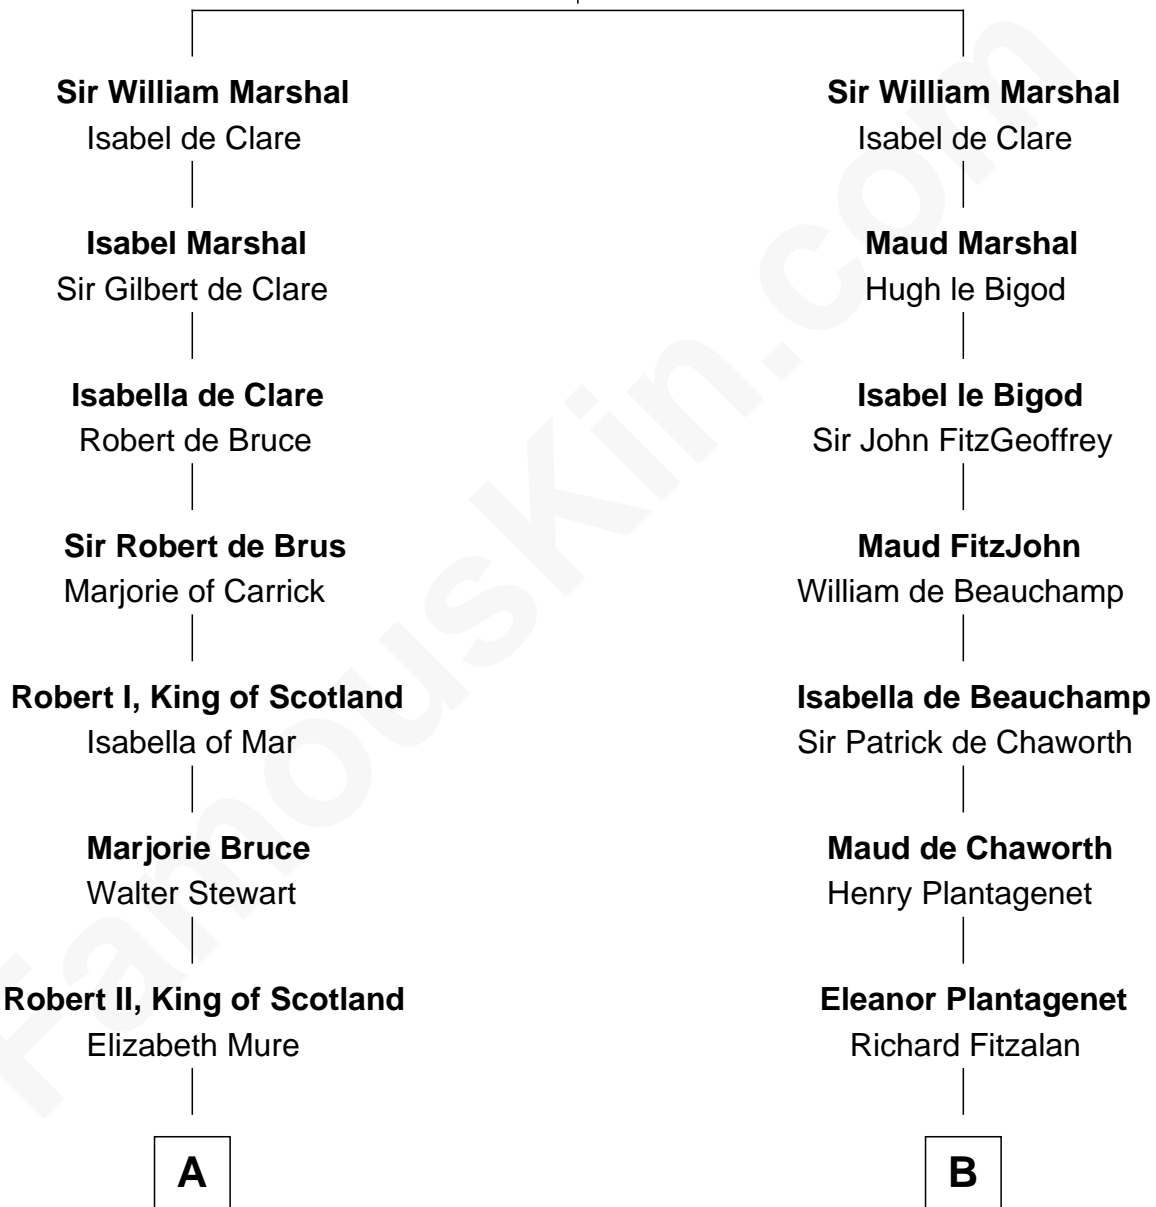 Sir William Marshal
Isabel de Clare
Isabel Marshal
Sir Gilbert de Clare
Isabella de Clare
Robert de Bruce
Sir Robert de Brus
Marjorie of Carrick
Robert I, King of Scotland
Isabella of Mar
Marjorie Bruce
Walter Stewart
Robert II, King of Scotland
Elizabeth Mure
A
Sir William Marshal
Isabel de Clare
Maud Marshal
Hugh le Bigod
Isabel le Bigod
Sir John FitzGeoffrey
Maud FitzJohn
William de Beauchamp
Isabella de Beauchamp
Sir Patrick de Chaworth
Maud de Chaworth
Henry Plantagenet
Eleanor Plantagenet
Richard Fitzalan
B
FamousKin.com